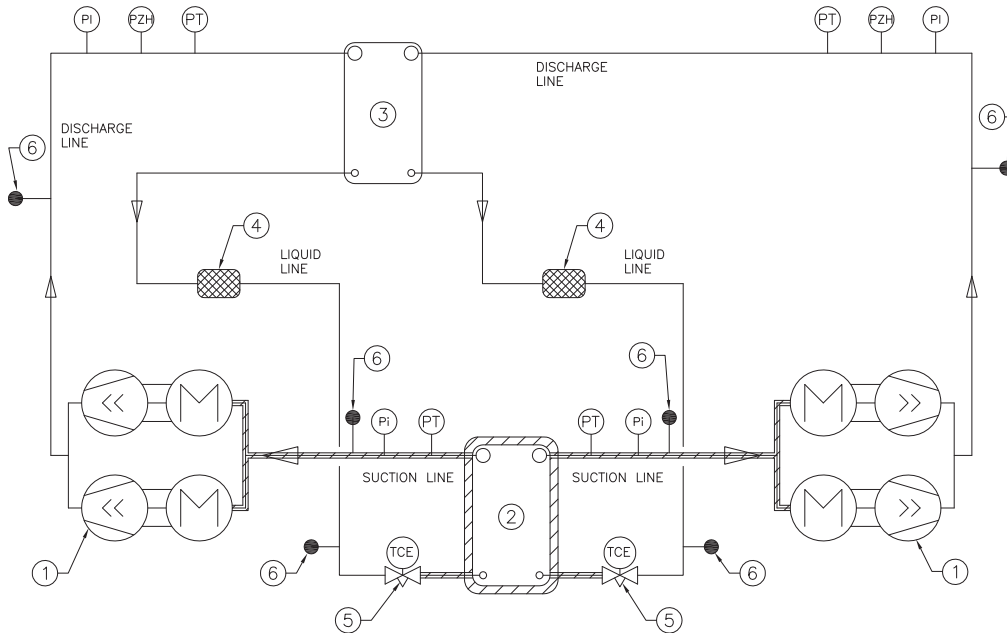 PI PZH PT PT PZH PI
DISCHARGE
LINE
6
3
DISCHARGE
LINE
6
4
LIQUID
LINE
4
LIQUID
LINE
6
6
M
M
Pi PT
PT Pi
SUCTION LINE
SUCTION LINE
2
M
M
6
TCE
TCE
6
1
1
5
5